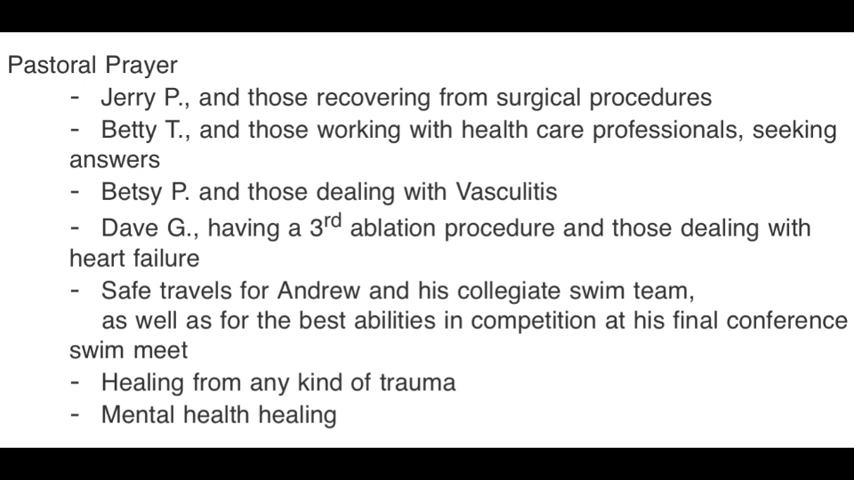 Pastoral Prayer
- Jerry P., and those recovering from surgical procedures
- Betty T., and those working with health care professionals, seeking
answers
- Betsy P. and those dealing with Vasculitis
- Dave G., having a 3rd ablation procedure and those dealing with
heart failure
- Safe travels for Andrew and his collegiate swim team,
as well as for the best abilities in competition at his final conference
swim meet
- Healing from any kind of trauma
- Mental health healing